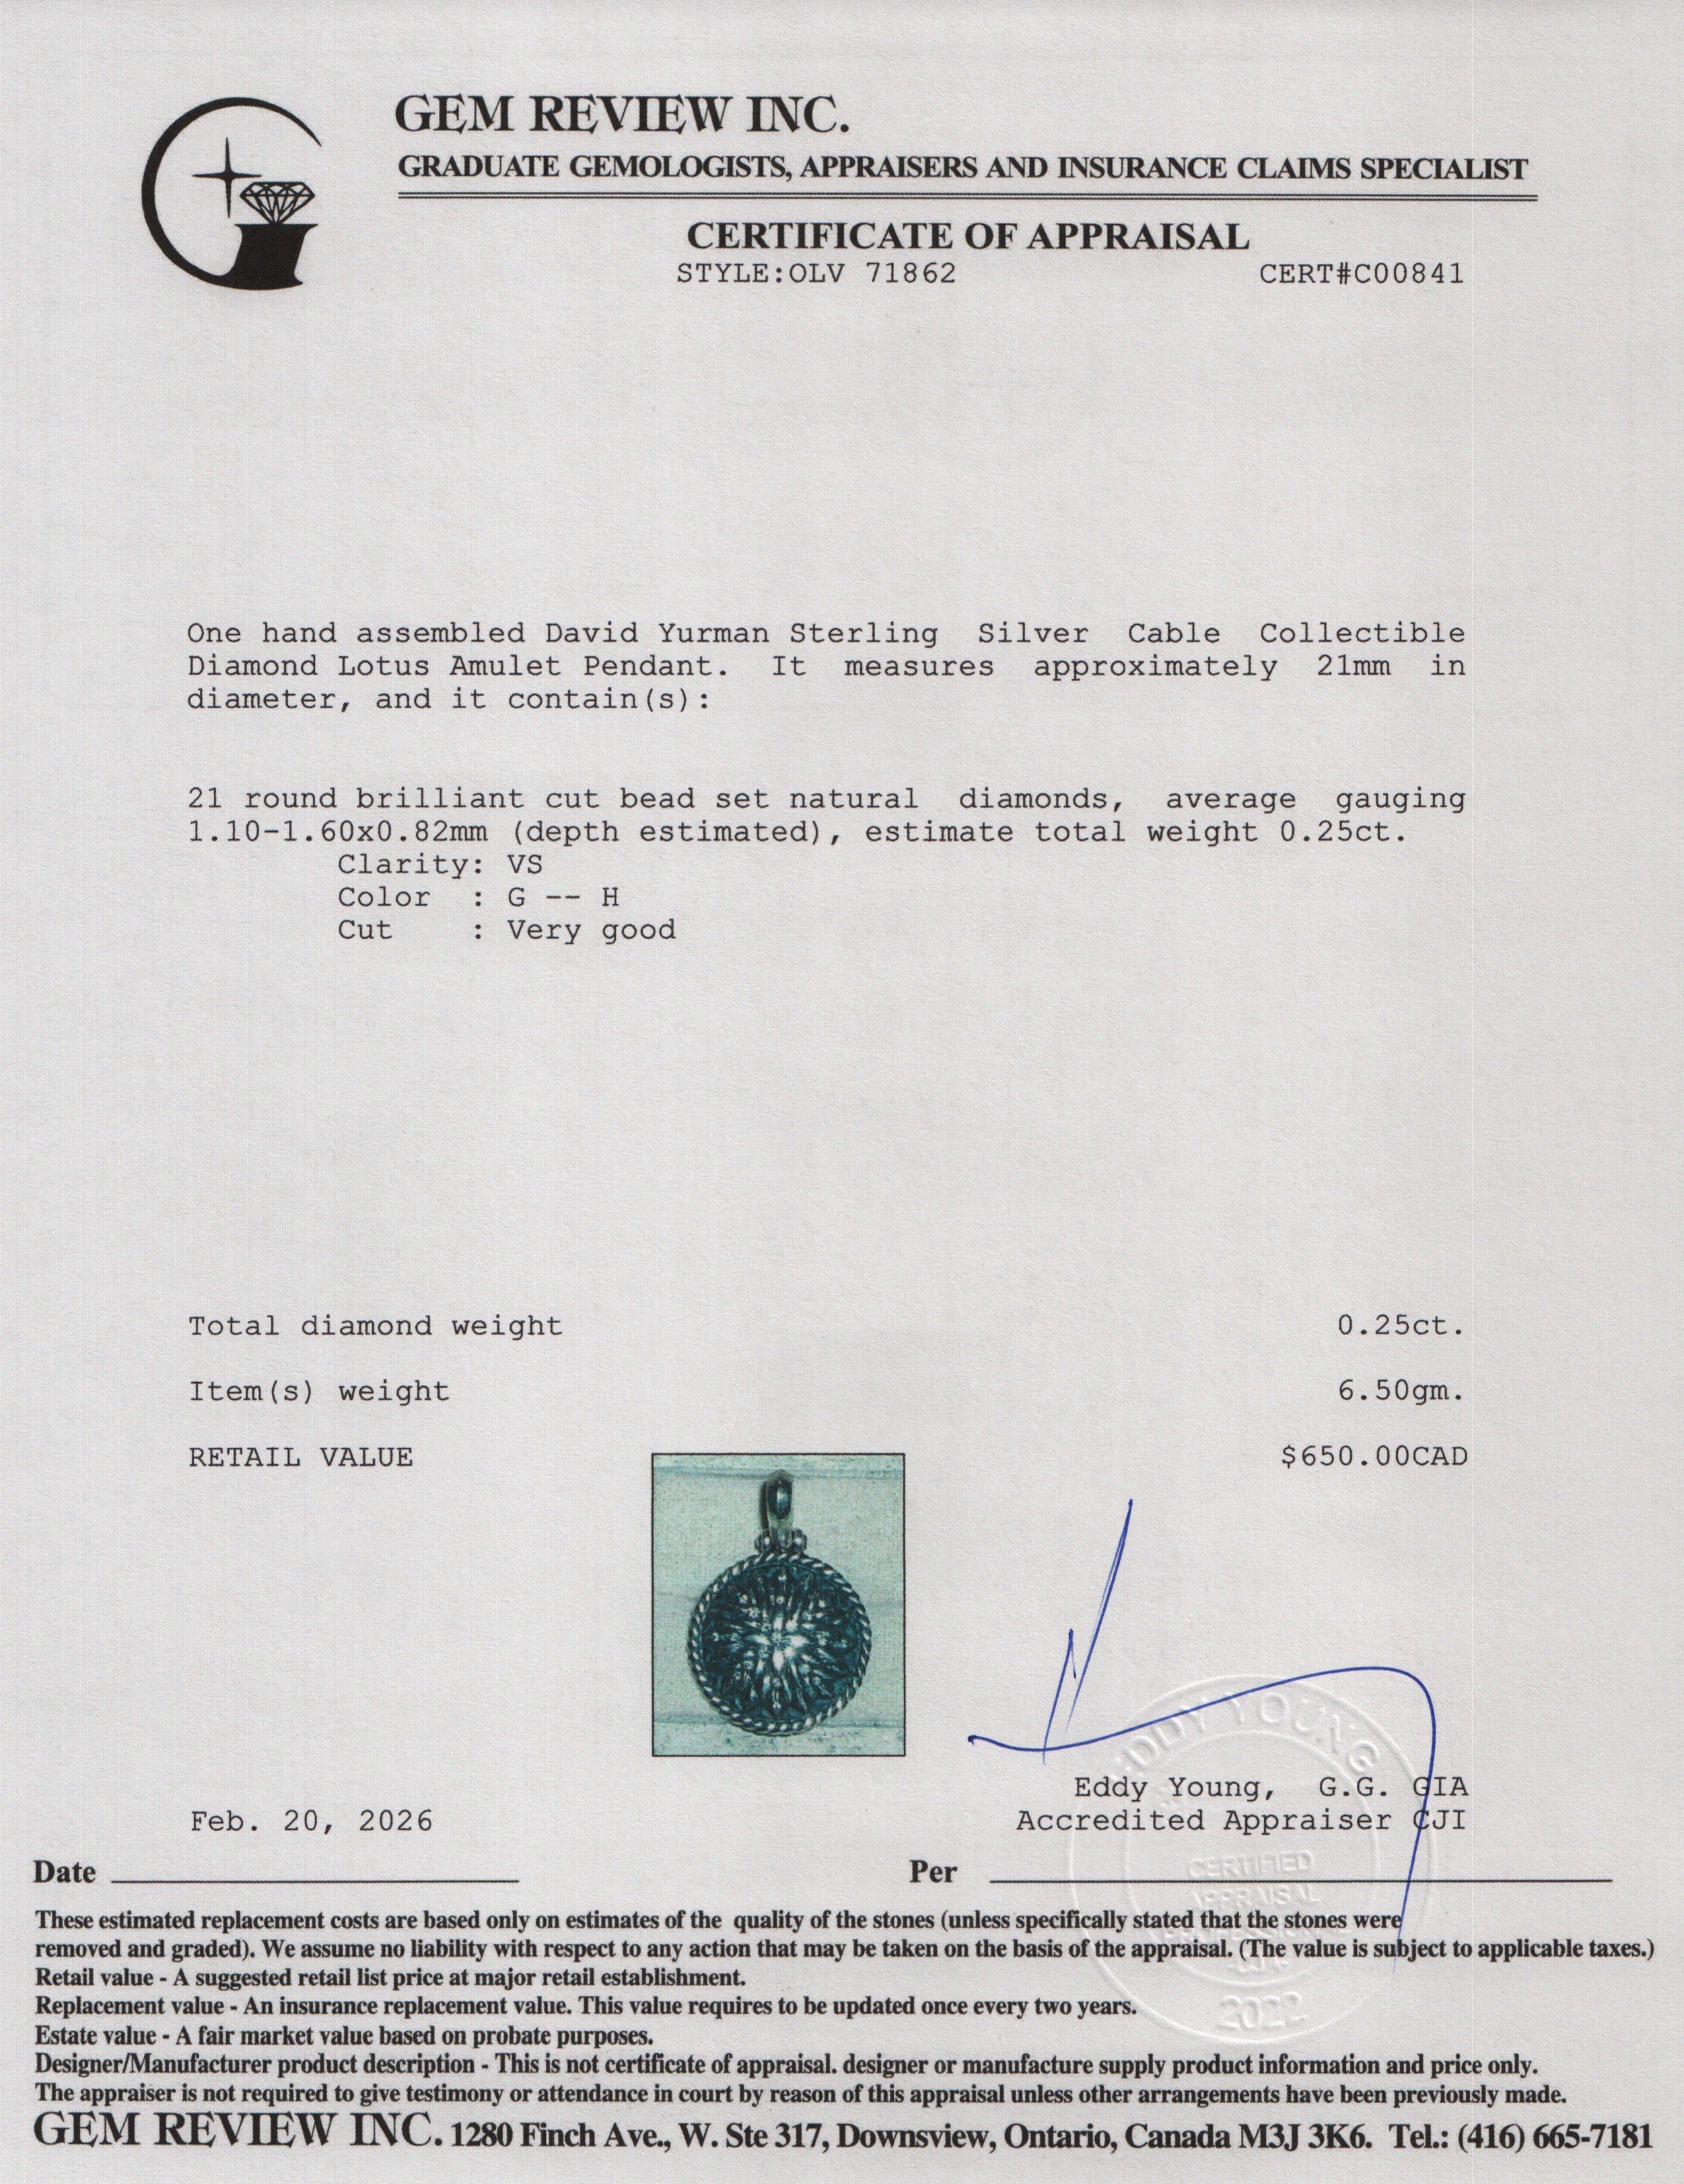 GEM REVIEW INC.
GRADUATE GEMOLOGISTS, APPRAISERS AND INSURANCE CLAIMS SPECIALIST
CERTIFICATE OF APPRAISAL
STYLE:OLV 71862 CERT#C00841
One hand assembled David Yurman Sterling Silver Cable Collectible
Diamond Lotus Amulet Pendant. It measures approximately 21mm in
diameter, and it contain(s):
21 round brilliant cut bead set natural diamonds, average gauging
1.10-1.60x0.82mm (depth estimated), estimate total weight 0.25ct.
Clarity: VS
Color : G -- H
Cut : Very good
Total diamond weight 0.25ct.
Item(s) weight 6.50gm.
RETAIL VALUE $650.00CAD
EDDY YOUNG
Eddy Young, G.G. GIA
Feb. 20, 2026 Accredited Appraiser CJI
CERTIFIED
APPRAISAL
Date Per
These estimated replacement costs are based only on estimates of the quality of the stones (unless specifically stated that the stones were
removed and graded). We assume no liability with respect to any action that may be taken on the basis of the appraisal. (The value is subject to applicable taxes.)
Retail value - A suggested retail list price at major retail establishment.
Replacement value - An insurance replacement value. This value requires to be updated once every two years.
2022
Estate value - A fair market value based on probate purposes.
Designer/Manufacturer product description - This is not certificate of appraisal. designer or manufacture supply product information and price only.
The appraiser is not required to give testimony or attendance in court by reason of this appraisal unless other arrangements have been previously made.
GEM REVIEW INC. 1280 Finch Ave., W. Ste 317, Downsview, Ontario, Canada M3J 3K6. Tel.: (416) 665-7181